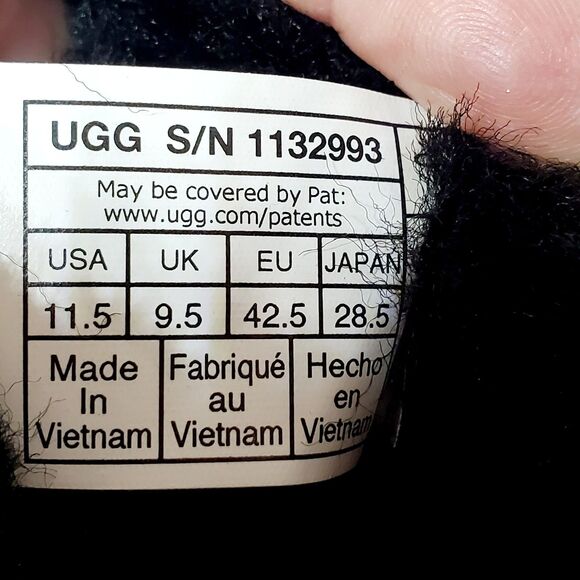 UGG S/N 1132993
May be covered by Pat:
www.ugg.com/patents
USA UK EU JAPAN
11.5 9.5 42.5 28.5
Made In Vietnam
Fabriqué au Vietnam
Hecho en Vietnam